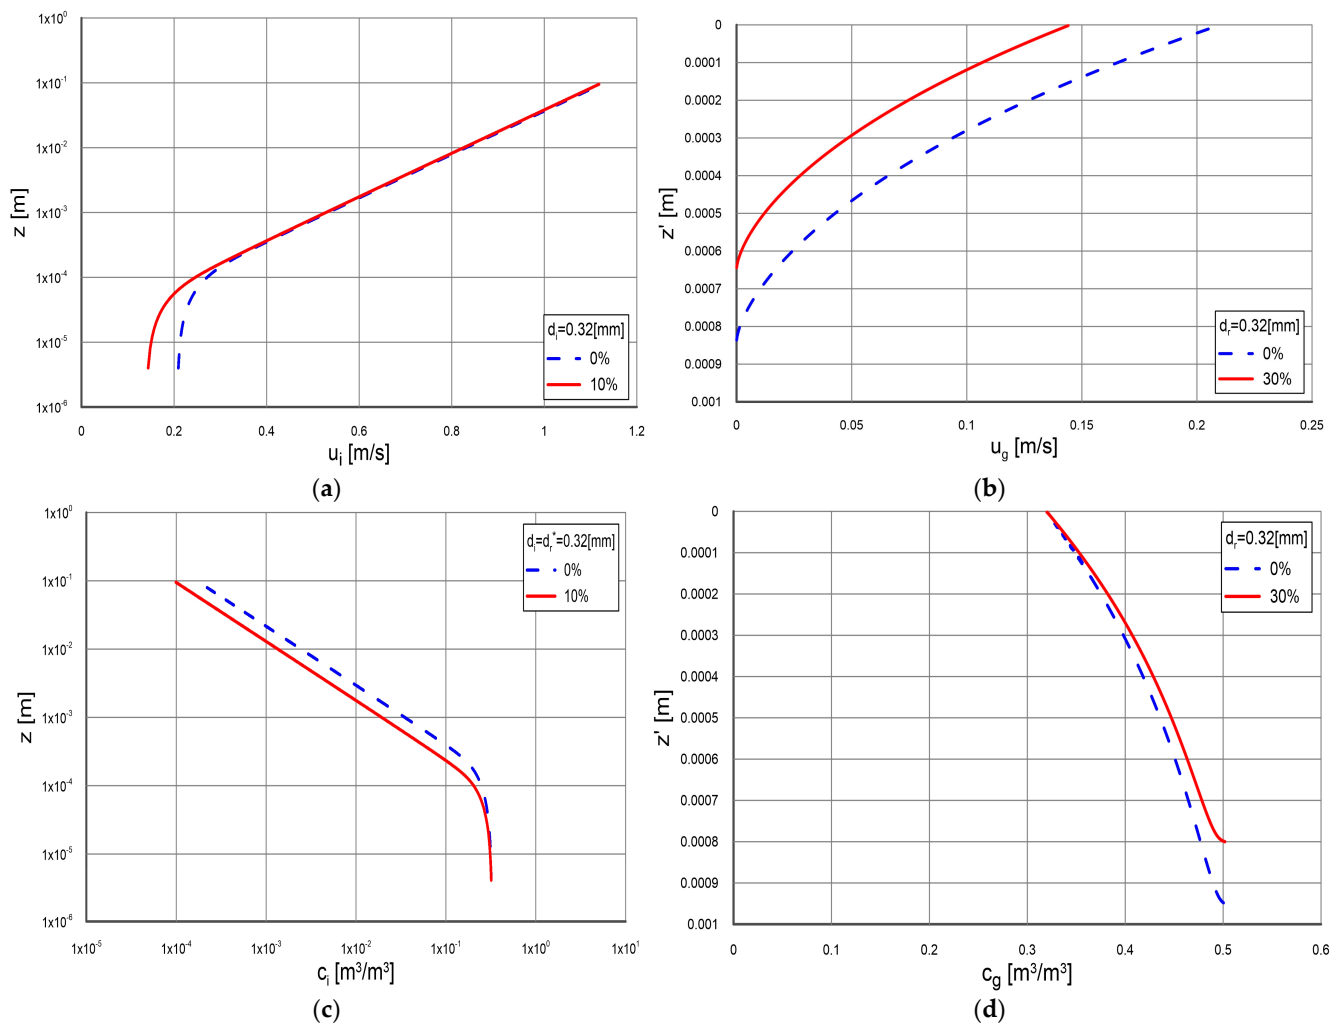 1x10⁰
1x10⁻¹
1x10⁻²
1x10⁻³
1x10⁻⁴
1x10⁻⁵
1x10⁻⁶
z [m]
0
0.2
0.4
0.6
0.8
1
1.2
uᵢ [m/s]
dᵢ=0.32[mm]
0%
10%
(a)
0
0.0001
0.0002
0.0003
0.0004
0.0005
0.0006
0.0007
0.0008
0.0009
0.001
z' [m]
0
0.05
0.1
0.15
0.2
0.25
u_g [m/s]
dᵣ=0.32[mm]
0%
30%
(b)
1x10⁰
1x10⁻¹
1x10⁻²
1x10⁻³
1x10⁻⁴
1x10⁻⁵
1x10⁻⁶
z [m]
1x10⁻⁵
1x10⁻⁴
1x10⁻³
1x10⁻²
1x10⁻¹
1x10⁰
1x10¹
cᵢ [m³/m³]
dᵢ=dᵣ*=0.32[mm]
0%
10%
(c)
0
0.0001
0.0002
0.0003
0.0004
0.0005
0.0006
0.0007
0.0008
0.0009
0.001
z' [m]
0
0.1
0.2
0.3
0.4
0.5
0.6
c_g [m³/m³]
dᵣ=0.32[mm]
0%
30%
(d)